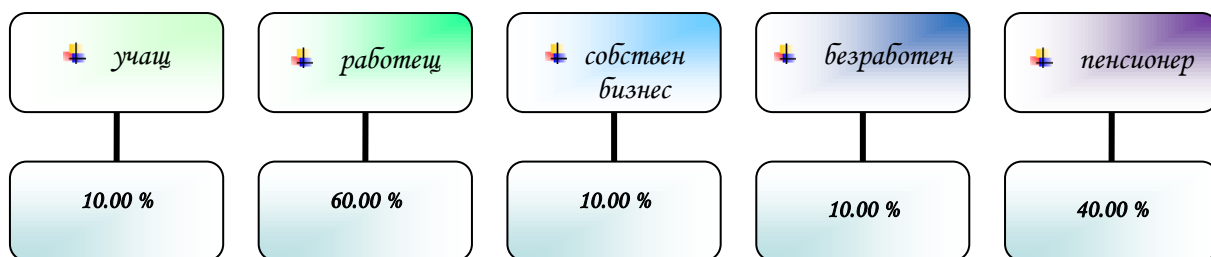 учащ
работещ
собствен
бизнес
безработен
пенсионер
10.00 %
60.00 %
10.00 %
10.00 %
40.00 %